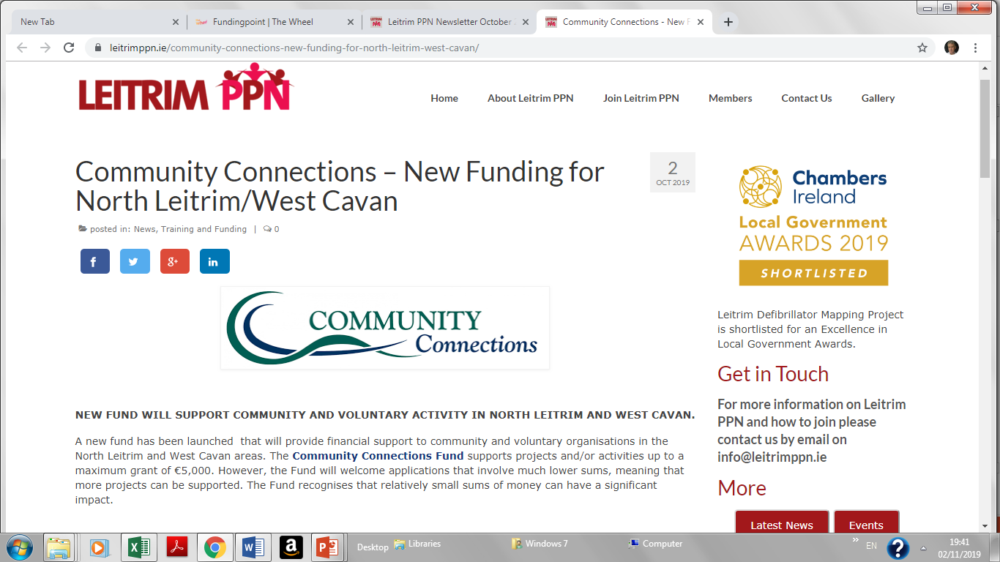 New Tab
Fundingpoint | The Wheel
Leitrim PPN Newsletter October
Community Connections - New F
leitrimppn.ie/community-connections-new-funding-for-north-leitrim-west-cavan/
LEITRIM PPN
Home
About Leitrim PPN
Join Leitrim PPN
Members
Contact Us
Gallery
Community Connections – New Funding for
North Leitrim/West Cavan
2
OCT 2019
posted in: News, Training and Funding | 0
f
g+
in
COMMUNITY
Connections
NEW FUND WILL SUPPORT COMMUNITY AND VOLUNTARY ACTIVITY IN NORTH LEITRIM AND WEST CAVAN.
A new fund has been launched that will provide financial support to community and voluntary organisations in the
North Leitrim and West Cavan areas. The Community Connections Fund supports projects and/or activities up to a
maximum grant of €5,000. However, the Fund will welcome applications that involve much lower sums, meaning that
more projects can be supported. The Fund recognises that relatively small sums of money can have a significant
impact.
Chambers
Ireland
Local Government
AWARDS 2019
SHORTLISTED
Leitrim Defibrillator Mapping Project
is shortlisted for an Excellence in
Local Government Awards.
Get in Touch
For more information on Leitrim
PPN and how to join please
contact us by email on
info@leitrimppn.ie
More
Latest News
Events
Desktop
Libraries
Windows 7
Computer
EN
19:41
02/11/2019